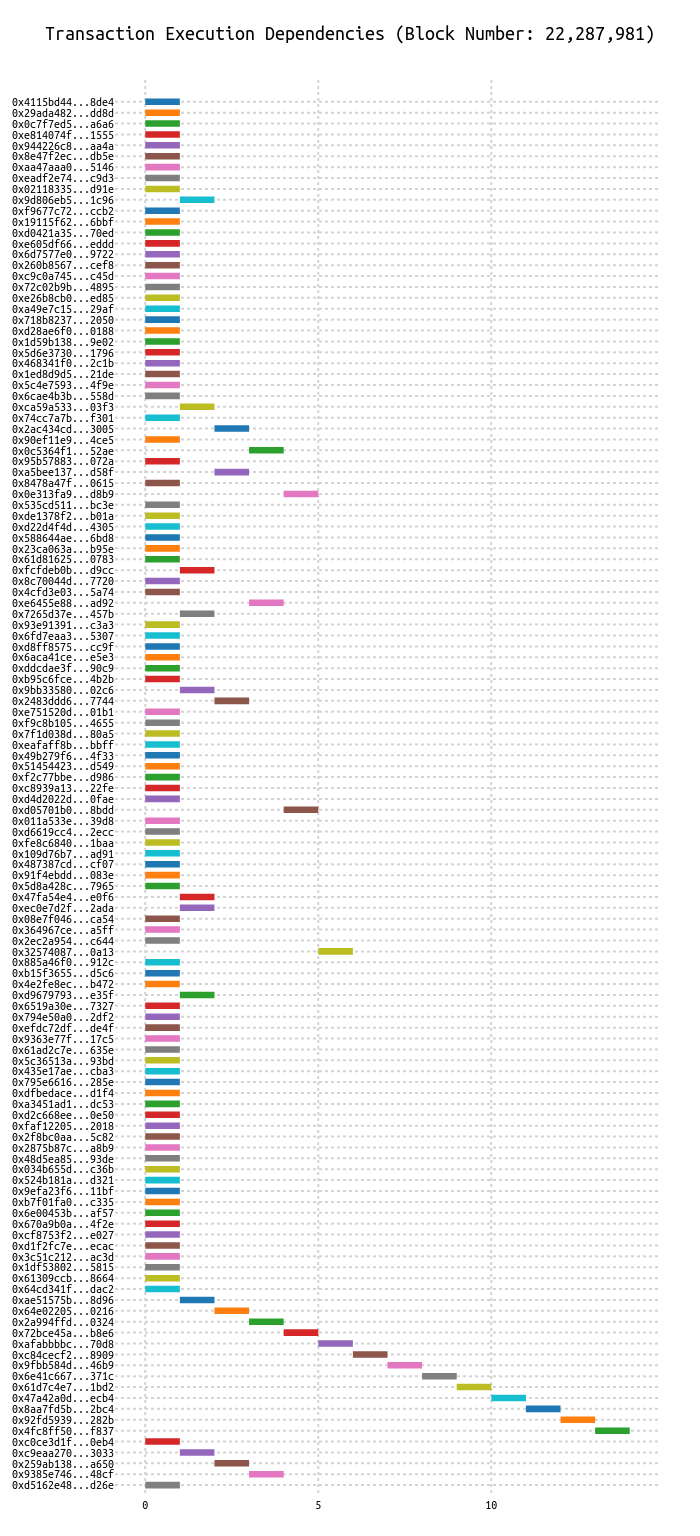 Transaction Execution Dependencies (Block Number: 22,287,981)
0x4115bd44...8de4
0x29ada482...dd8d
0x0c7f7ed5...a6a6
0xe814074f...1555
0x944226c8...aa4a
0x8e47f2ec...db5e
0xaa47aaa0...5146
0xeadf2e74...c9d3
0x02118335...d91e
0x9d806eb5...1c96
0xf9677c72...ccb2
0x19115f62...6bbf
0xd0421a35...70ed
0xe605df66...eddd
0x6d7577e0...9722
0x260b8567...cef8
0xc9c0a745...c45d
0x72c02b9b...4895
0xe26b8cb0...ed85
0xa49e7c15...29af
0x718b8237...2050
0xd28ae6f0...0188
0x1d59b138...9e02
0x5d6e3730...1796
0x468341f0...2c1b
0x1ed8d9d5...21de
0x5c4e7593...4f9e
0x6cae4b3b...558d
0xca59a533...03f3
0x74cc7a7b...f301
0x2ac434cd...3005
0x90ef11e9...4ce5
0x0c5364f1...52ae
0x95b57883...072a
0xa5bee137...d58f
0x8478a47f...0615
0x0e313fa9...d8b9
0x535cd511...bc3e
0xde1378f2...b01a
0xd22d4f4d...4305
0x588644ae...6bd8
0x23ca063a...b95e
0x61d81625...0783
0xfcfdeb0b...d9cc
0x8c70044d...7720
0x4cfd3e03...5a74
0xe6455e88...ad92
0x7265d37e...457b
0x93e91391...c3a3
0x6fd7eaa3...5307
0xd8ff8575...cc9f
0x6aca41ce...e5e3
0xddcdae3f...90c9
0xb95c6fce...4b2b
0x9bb33580...02c6
0x2483ddd6...7744
0xe751520d...01b1
0xf9c8b105...4655
0x7f1d038d...80a5
0xeafaff8b...bbff
0x49b279f6...4f33
0x51454423...d549
0xf2c77bbe...d986
0xc8939a13...22fe
0xd4d2022d...0fae
0xd05701b0...8bdd
0x011a533e...39d8
0xd6619cc4...2ecc
0xfe8c6840...1baa
0x109d76b7...ad91
0x487387cd...cf07
0x91f4ebdd...083e
0x5d8a428c...7965
0x47fa54e4...e0f6
0xec0e7d2f...2ada
0x08e7f046...ca54
0x364967ce...a5ff
0x2ec2a954...c644
0x32574087...0a13
0x885a46f0...912c
0xb15f3655...d5c6
0x4e2fe8ec...b472
0xd9679793...e35f
0x6519a30e...7327
0x794e50a0...2df2
0xefdc72df...de4f
0x9363e77f...17c5
0x61ad2c7e...635e
0x5c36513a...93bd
0x435e17ae...cba3
0x795e6616...285e
0xdfbedace...d1f4
0xa3451ad1...dc53
0xd2c668ee...0e50
0xfaf12205...2018
0x2f8bc0aa...5c82
0x2875b87c...a8b9
0x48d5ea85...93de
0x034b655d...c36b
0x524b181a...d321
0x9efa23f6...11bf
0xb7f01fa0...c335
0x6e00453b...af57
0x670a9b0a...4f2e
0xcf8753f2...e027
0xd1f2fc7e...ecac
0x3c51c212...ac3d
0x1df53802...5815
0x61309ccb...8664
0x64cd341f...dac2
0xae51575b...8d96
0x64e02205...0216
0x2a994ffd...0324
0x72bce45a...b8e6
0xafabbbbc...70d8
0xc84cecf2...8909
0x9fbb584d...46b9
0x6e41c667...371c
0x61d7c4e7...1bd2
0x47a42a0d...ecb4
0x8aa7fd5b...2bc4
0x92fd5939...282b
0x4fc8ff50...f837
0xc0ce3d1f...0eb4
0xc9eaa270...3033
0x259ab138...a650
0x9385e746...48cf
0xd5162e48...d26e
0 5 10